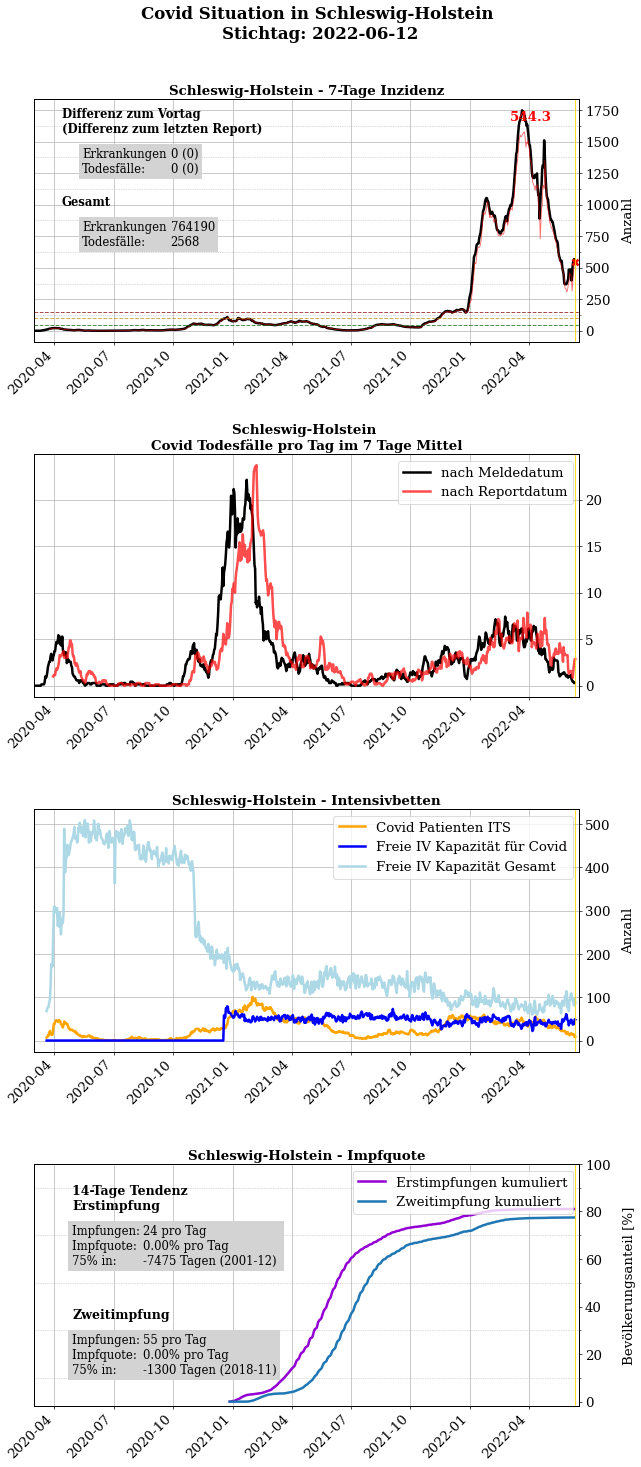 Covid Situation in Schleswig-Holstein
Stichtag: 2022-06-12
Schleswig-Holstein - 7-Tage Inzidenz
Differenz zum Vortag
(Differenz zum letzten Report)
Erkrankungen 0 (0)
Todesfälle: 0 (0)
Gesamt
Erkrankungen 764190
Todesfälle: 2568
544.3
1750
1500
1250
1000
750
500
250
0
Anzahl
2020-04
2020-07
2020-10
2021-01
2021-04
2021-07
2021-10
2022-01
2022-04
Schleswig-Holstein
Covid Todesfälle pro Tag im 7 Tage Mittel
nach Meldedatum
nach Reportdatum
20
15
10
5
0
2020-04
2020-07
2020-10
2021-01
2021-04
2021-07
2021-10
2022-01
2022-04
Schleswig-Holstein - Intensivbetten
Covid Patienten ITS
Freie IV Kapazität für Covid
Freie IV Kapazität Gesamt
500
400
300
200
100
0
Anzahl
2020-04
2020-07
2020-10
2021-01
2021-04
2021-07
2021-10
2022-01
2022-04
Schleswig-Holstein - Impfquote
14-Tage Tendenz
Erstimpfung
Impfungen: 24 pro Tag
Impfquote: 0.00% pro Tag
75% in: -7475 Tagen (2001-12)
Zweitimpfung
Impfungen: 55 pro Tag
Impfquote: 0.00% pro Tag
75% in: -1300 Tagen (2018-11)
Erstimpfungen kumuliert
Zweitimpfung kumuliert
100
80
60
40
20
0
Bevölkerungsanteil [%]
2020-04
2020-07
2020-10
2021-01
2021-04
2021-07
2021-10
2022-01
2022-04